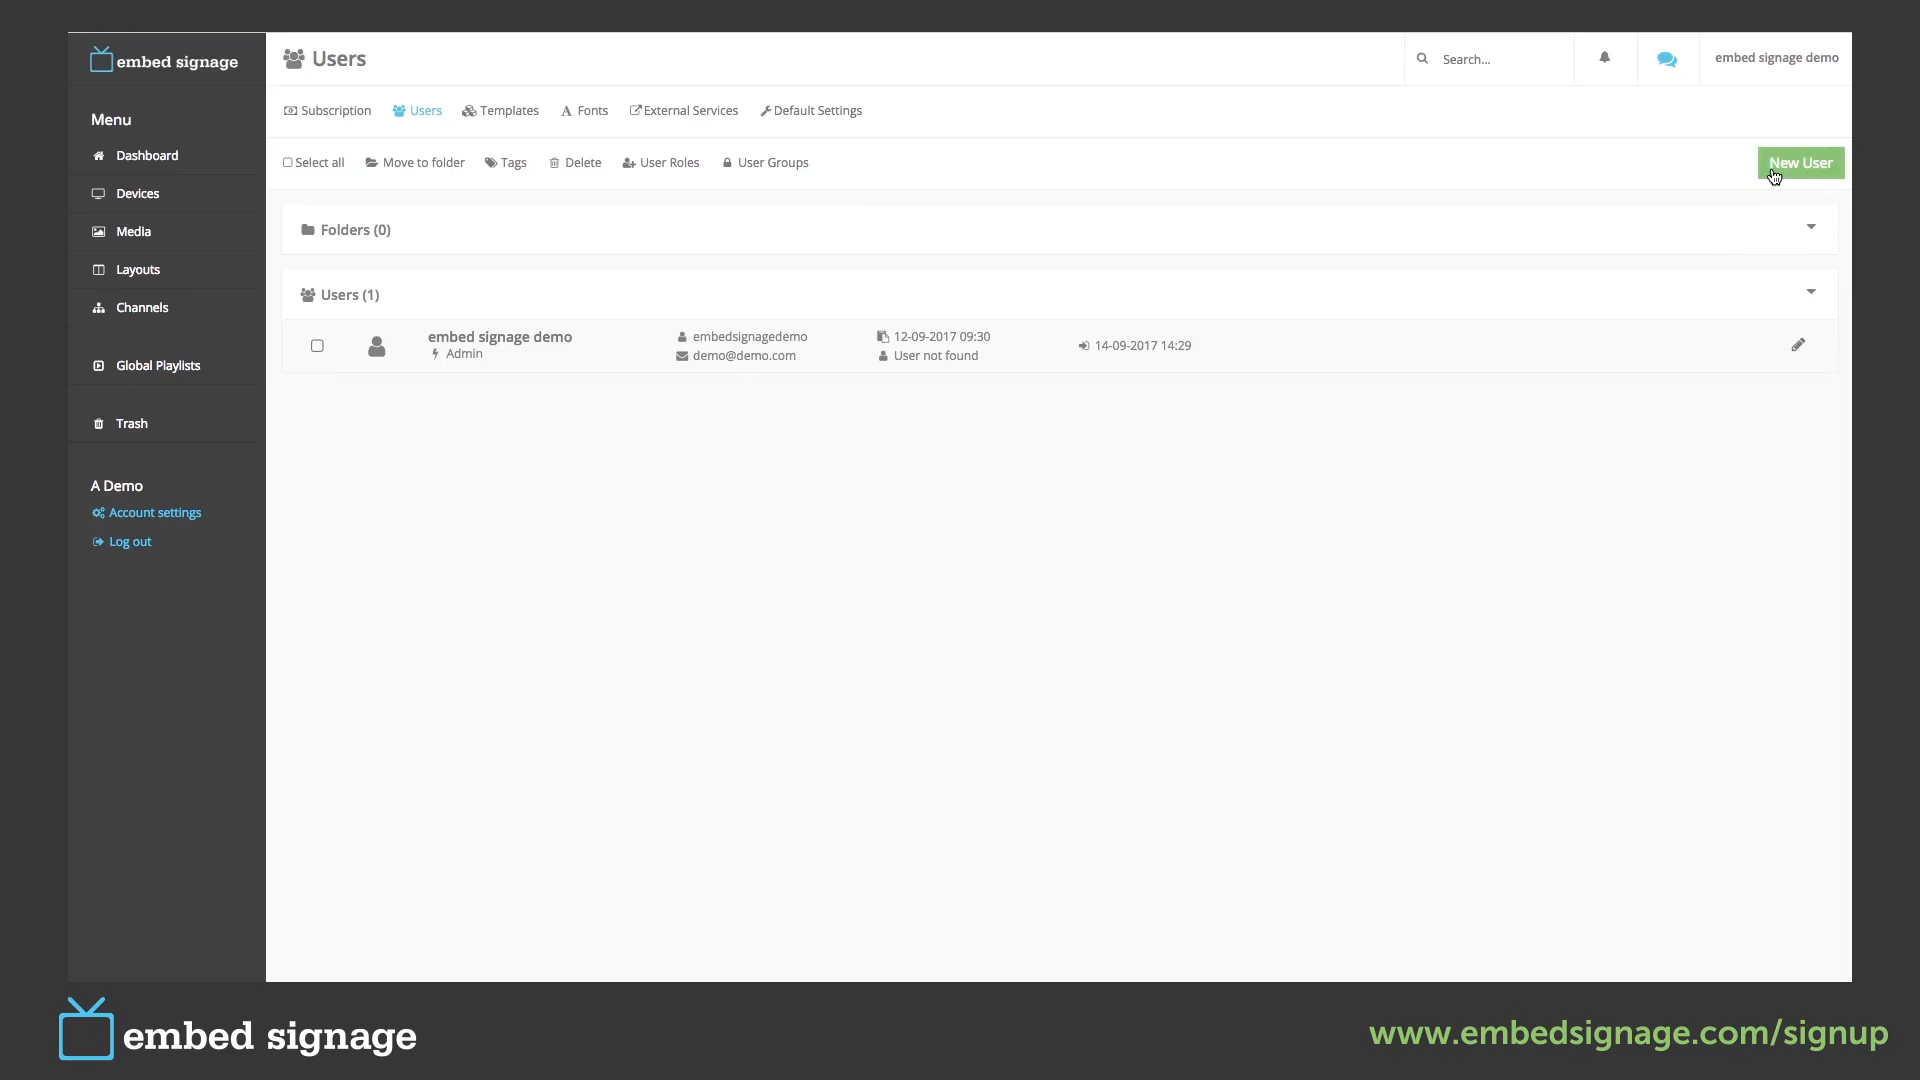 embed signage
Users
Search...
embed signage demo
Menu
Dashboard
Devices
Media
Layouts
Channels
Global Playlists
Trash
A Demo
Account settings
Log out
Subscription Users Templates Fonts External Services Default Settings
Select all Move to folder Tags Delete User Roles User Groups
New User
Folders (0)
Users (1)
embed signage demo embedsignagedemo 12-09-2017 09:30 14-09-2017 14:29
Admin demo@demo.com User not found
embed signage
www.embedsignage.com/signup